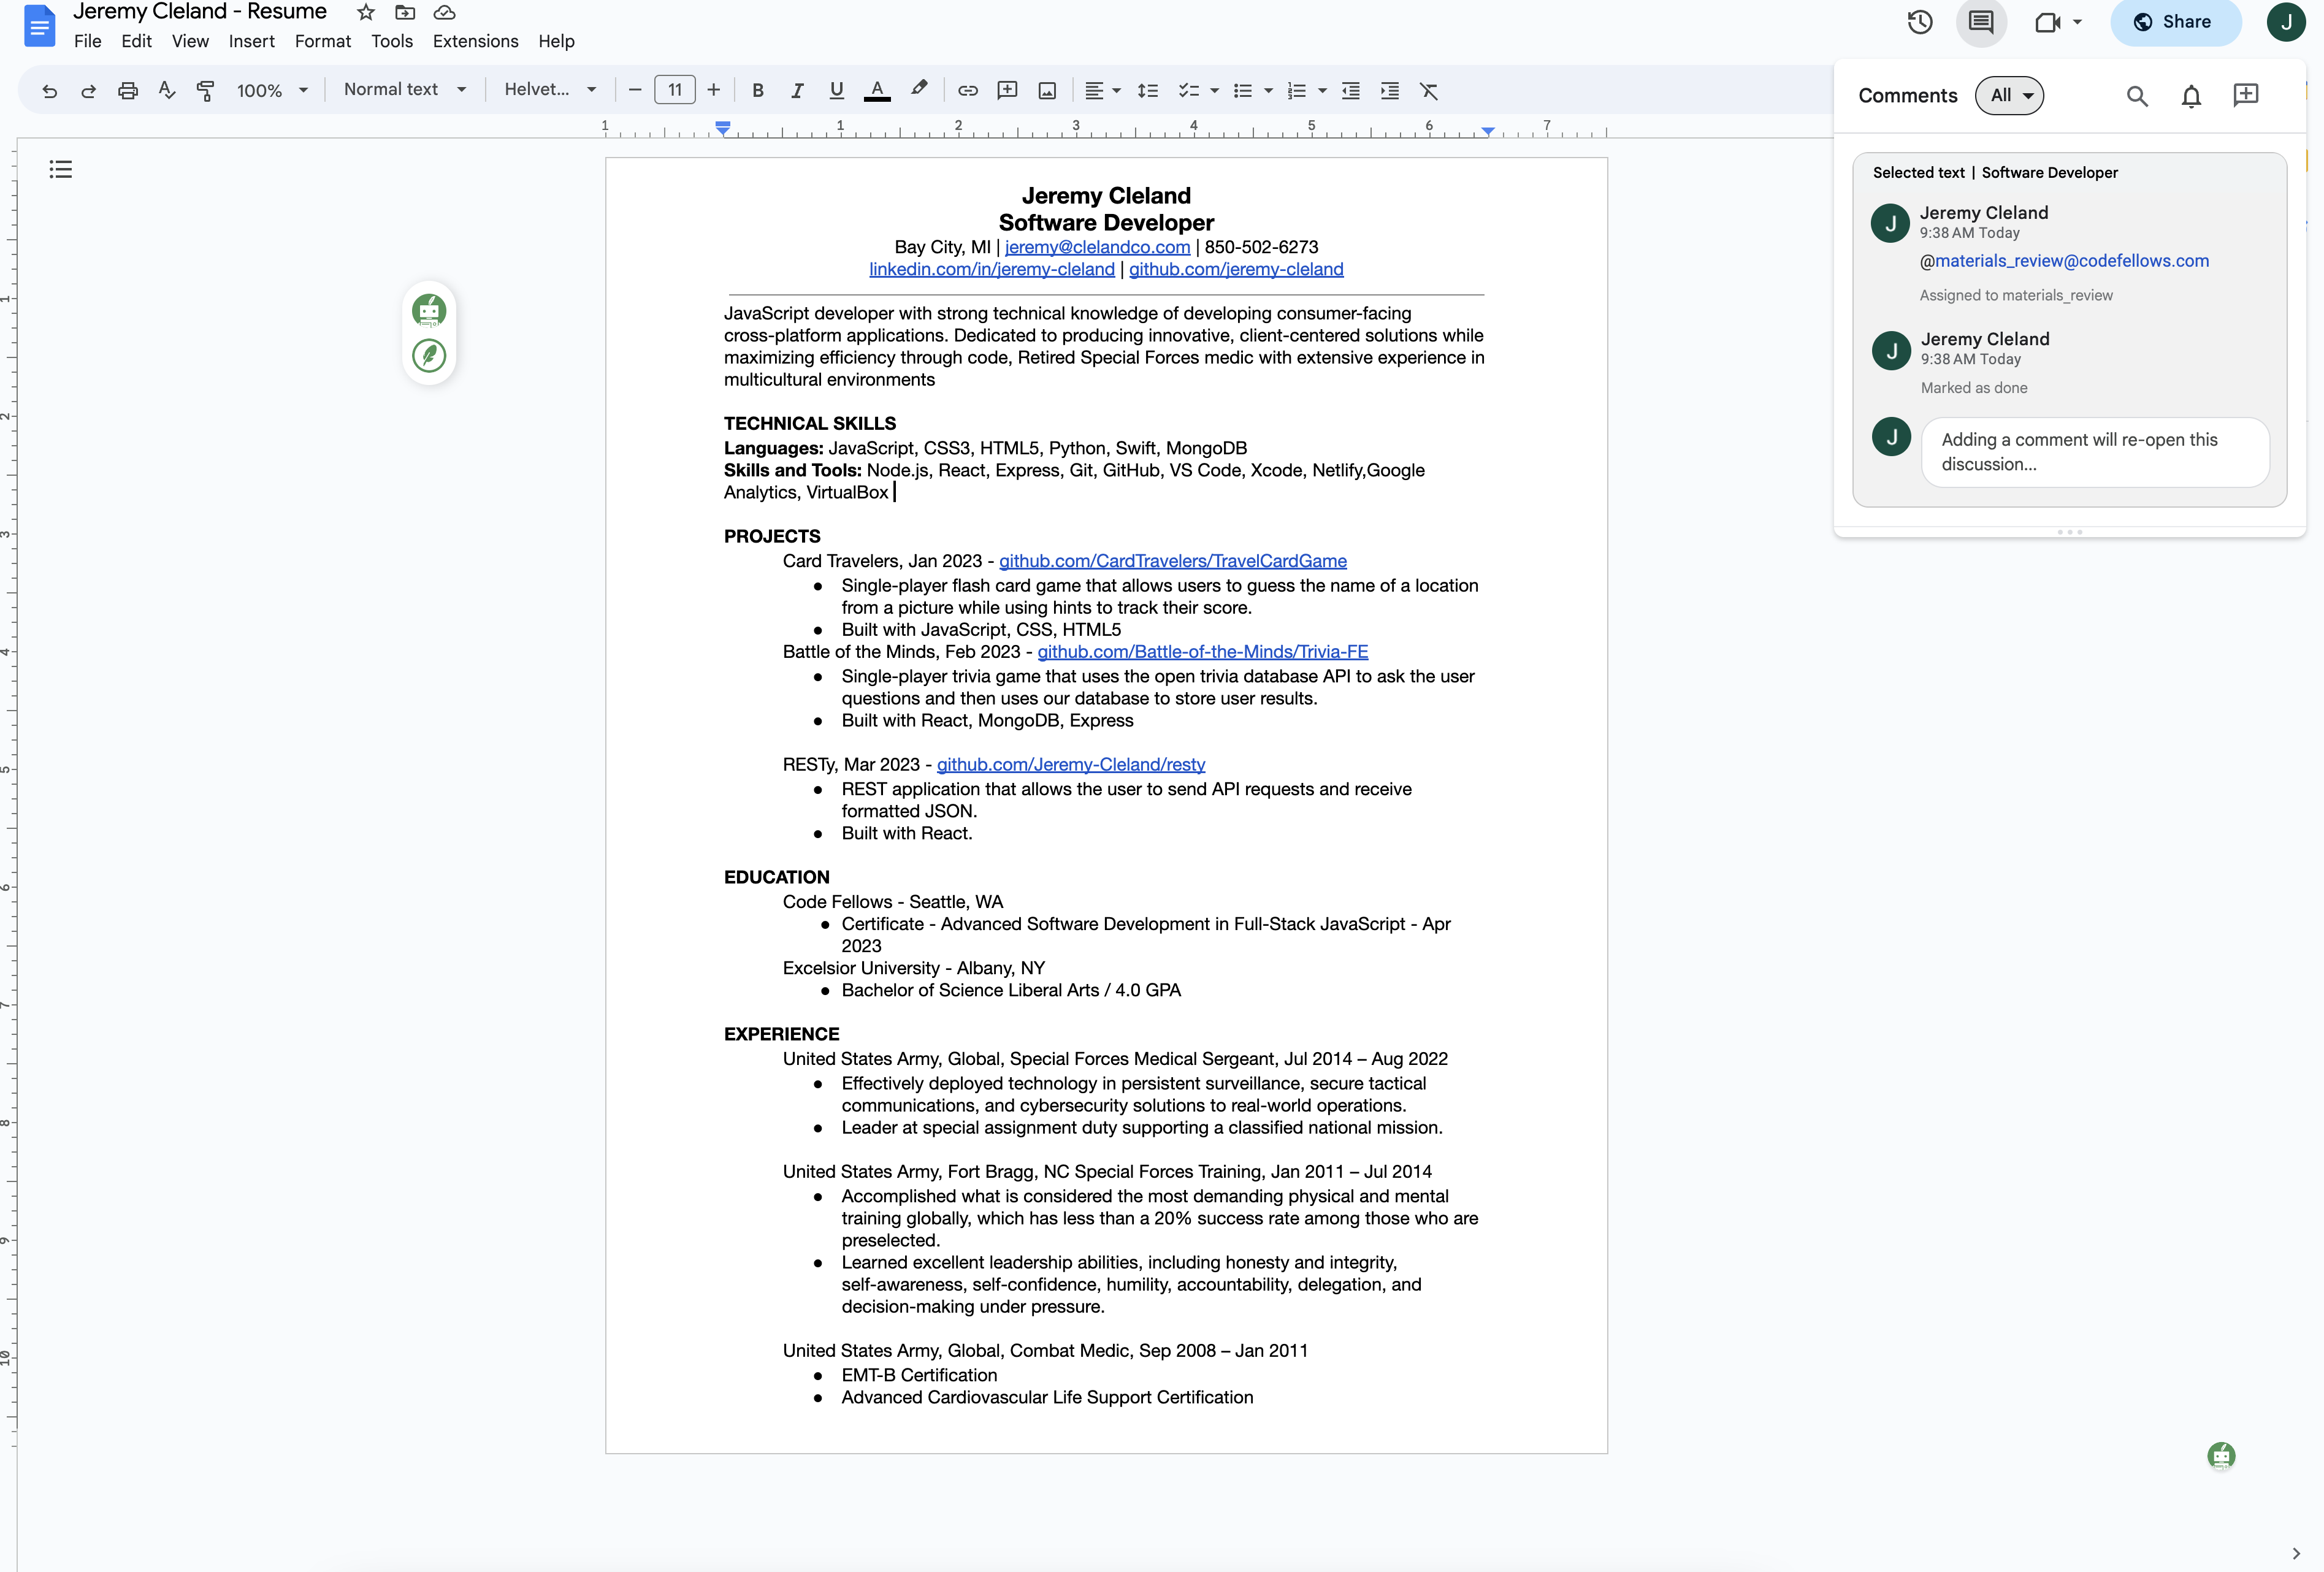 Jeremy Cleland - Resume
File Edit View Insert Format Tools Extensions Help
Share
J
100% Normal text Helvet... 11
Comments All
1 1 2 3 4 5 6 7
Selected text | Software Developer
J Jeremy Cleland
9:38 AM Today
@materials_review@codefellows.com
Assigned to materials_review
J Jeremy Cleland
9:38 AM Today
Marked as done
J Adding a comment will re-open this
discussion...
Jeremy Cleland
Software Developer
Bay City, MI | jeremy@clelandco.com | 850-502-6273
linkedin.com/in/jeremy-cleland | github.com/jeremy-cleland
JavaScript developer with strong technical knowledge of developing consumer-facing
cross-platform applications. Dedicated to producing innovative, client-centered solutions while
maximizing efficiency through code, Retired Special Forces medic with extensive experience in
multicultural environments
TECHNICAL SKILLS
Languages: JavaScript, CSS3, HTML5, Python, Swift, MongoDB
Skills and Tools: Node.js, React, Express, Git, GitHub, VS Code, Xcode, Netlify,Google
Analytics, VirtualBox
PROJECTS
Card Travelers, Jan 2023 - github.com/CardTravelers/TravelCardGame
● Single-player flash card game that allows users to guess the name of a location
from a picture while using hints to track their score.
● Built with JavaScript, CSS, HTML5
Battle of the Minds, Feb 2023 - github.com/Battle-of-the-Minds/Trivia-FE
● Single-player trivia game that uses the open trivia database API to ask the user
questions and then uses our database to store user results.
● Built with React, MongoDB, Express
RESTy, Mar 2023 - github.com/Jeremy-Cleland/resty
● REST application that allows the user to send API requests and receive
formatted JSON.
● Built with React.
EDUCATION
Code Fellows - Seattle, WA
● Certificate - Advanced Software Development in Full-Stack JavaScript - Apr
2023
Excelsior University - Albany, NY
● Bachelor of Science Liberal Arts / 4.0 GPA
EXPERIENCE
United States Army, Global, Special Forces Medical Sergeant, Jul 2014 – Aug 2022
● Effectively deployed technology in persistent surveillance, secure tactical
communications, and cybersecurity solutions to real-world operations.
● Leader at special assignment duty supporting a classified national mission.
United States Army, Fort Bragg, NC Special Forces Training, Jan 2011 – Jul 2014
● Accomplished what is considered the most demanding physical and mental
training globally, which has less than a 20% success rate among those who are
preselected.
● Learned excellent leadership abilities, including honesty and integrity,
self-awareness, self-confidence, humility, accountability, delegation, and
decision-making under pressure.
United States Army, Global, Combat Medic, Sep 2008 – Jan 2011
● EMT-B Certification
● Advanced Cardiovascular Life Support Certification
1
2
3
4
5
6
7
8
9
10